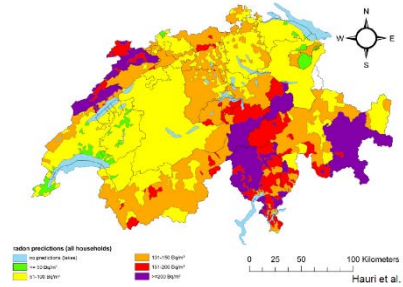 N
W E
S
radon predictions (all households)
no predictions (lakes)
<= 50 Bq/m³
51-100 Bq/m³
101-150 Bq/m³
151-200 Bq/m³
>=200 Bq/m³
0 25 50 100 Kilometers
Hauri et al.